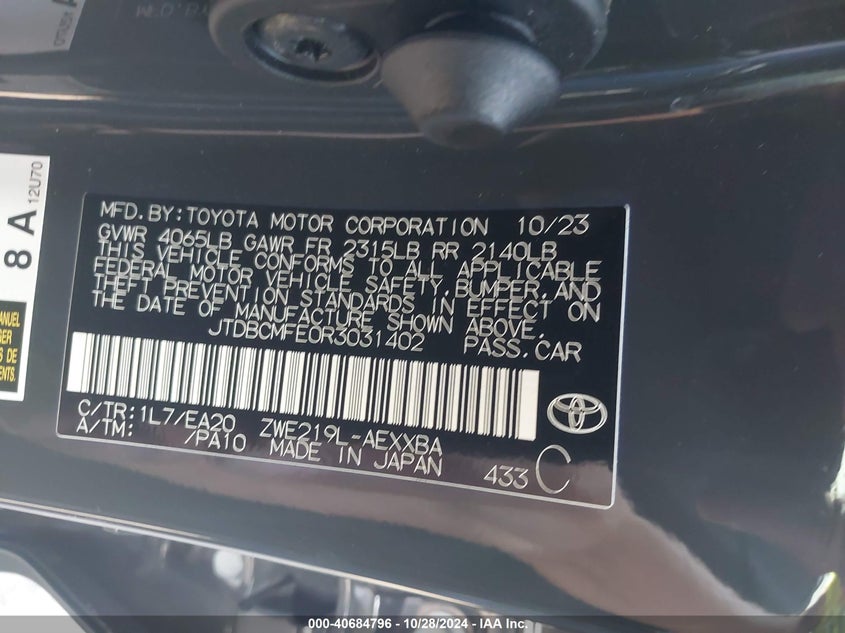 8 A
12U70
MFD.BY:TOYOTA MOTOR CORPORATION 10/23
GVWR 4065LB GAWR FR 2315LB RR 2140LB
THIS VEHICLE CONFORMS TO ALL APPLICABLE
FEDERAL MOTOR VEHICLE SAFETY,BUMPER,AND
THEFT PREVENTION STANDARDS IN EFFECT ON
THE DATE OF MANUFACTURE SHOWN ABOVE.
JTDBCMFE0R3031402 PASS.CAR
C/TR:1L7/EA20 ZWE219L-AEXXBA
A/TM: /PA10 MADE IN JAPAN 433 C
000-40684796 - 10/28/2024 - IAA Inc.